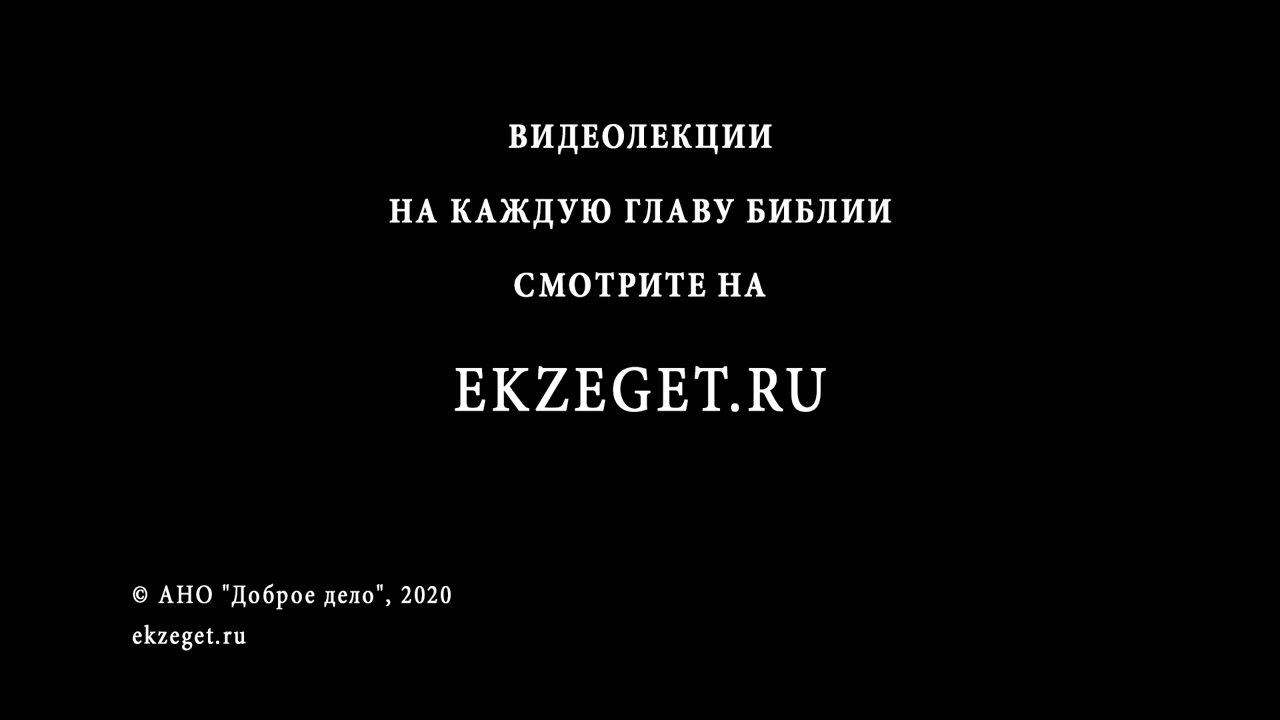 ВИДЕОЛЕКЦИИ
НА КАЖДУЮ ГЛАВУ БИБЛИИ
СМОТРИТЕ НА
EKZEGET.RU
© АНО "Доброе дело", 2020
ekzeget.ru